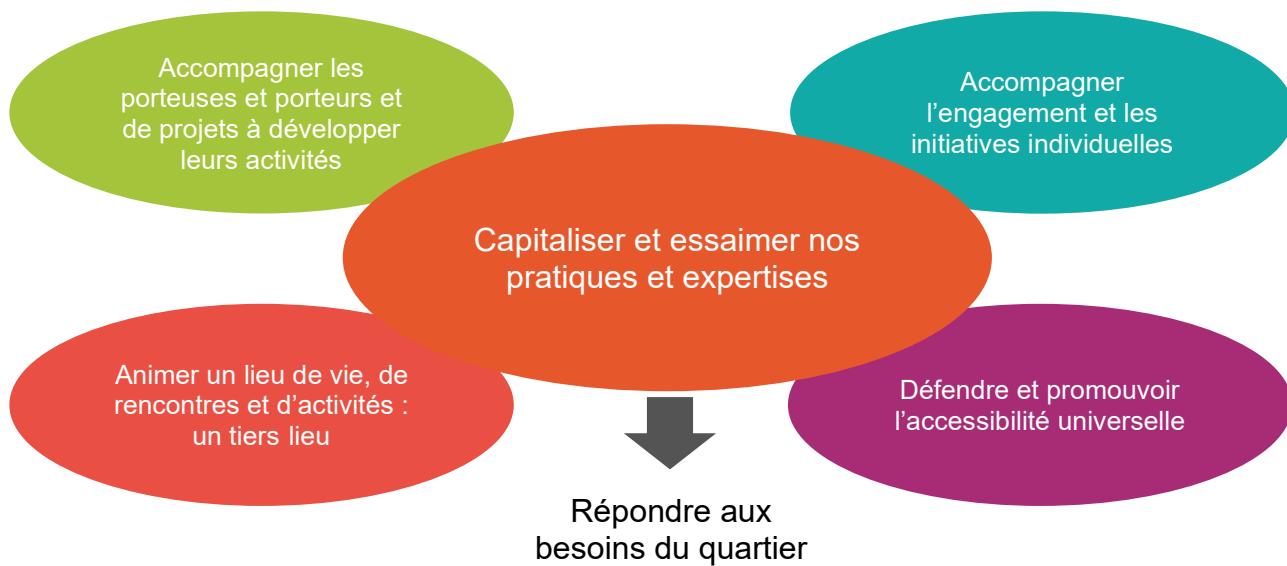 Accompagner les
porteuses et porteurs et
de projets à développer
leurs activités
Accompagner
l’engagement et les
initiatives individuelles
Capitaliser et essaimer nos
pratiques et expertises
Animer un lieu de vie, de
rencontres et d’activités :
un tiers lieu
Défendre et promouvoir
l’accessibilité universelle
Répondre aux
besoins du quartier